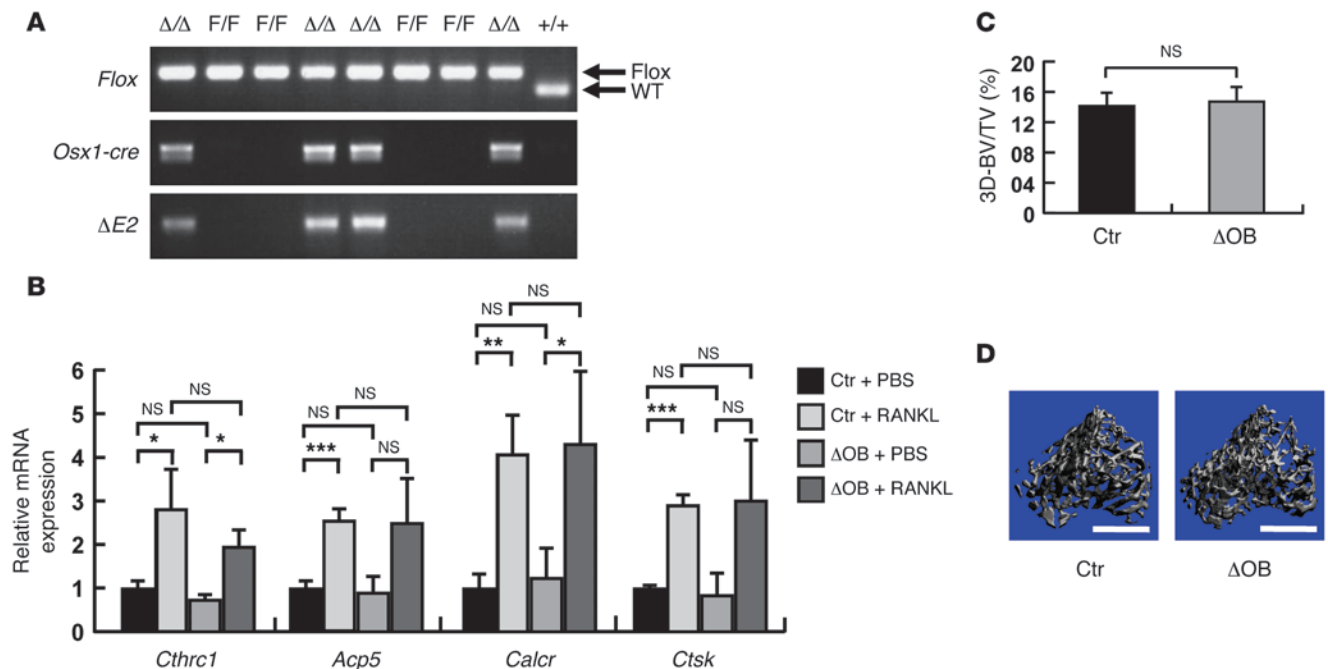 A
Δ/Δ F/F F/F Δ/Δ Δ/Δ F/F F/F Δ/Δ +/+
Flox
Flox
WT
Osx1-cre
ΔE2
B
Relative mRNA
expression
6
5
4
3
2
1
0
NS
NS
* *
NS
NS
*** NS
NS
NS
** *
NS
NS
*** NS
Cthrc1 Acp5 Calcr Ctsk
Ctr + PBS
Ctr + RANKL
ΔOB + PBS
ΔOB + RANKL
C
NS
3D-BV/TV (%)
20
16
12
08
04
0
Ctr ΔOB
D
Ctr ΔOB